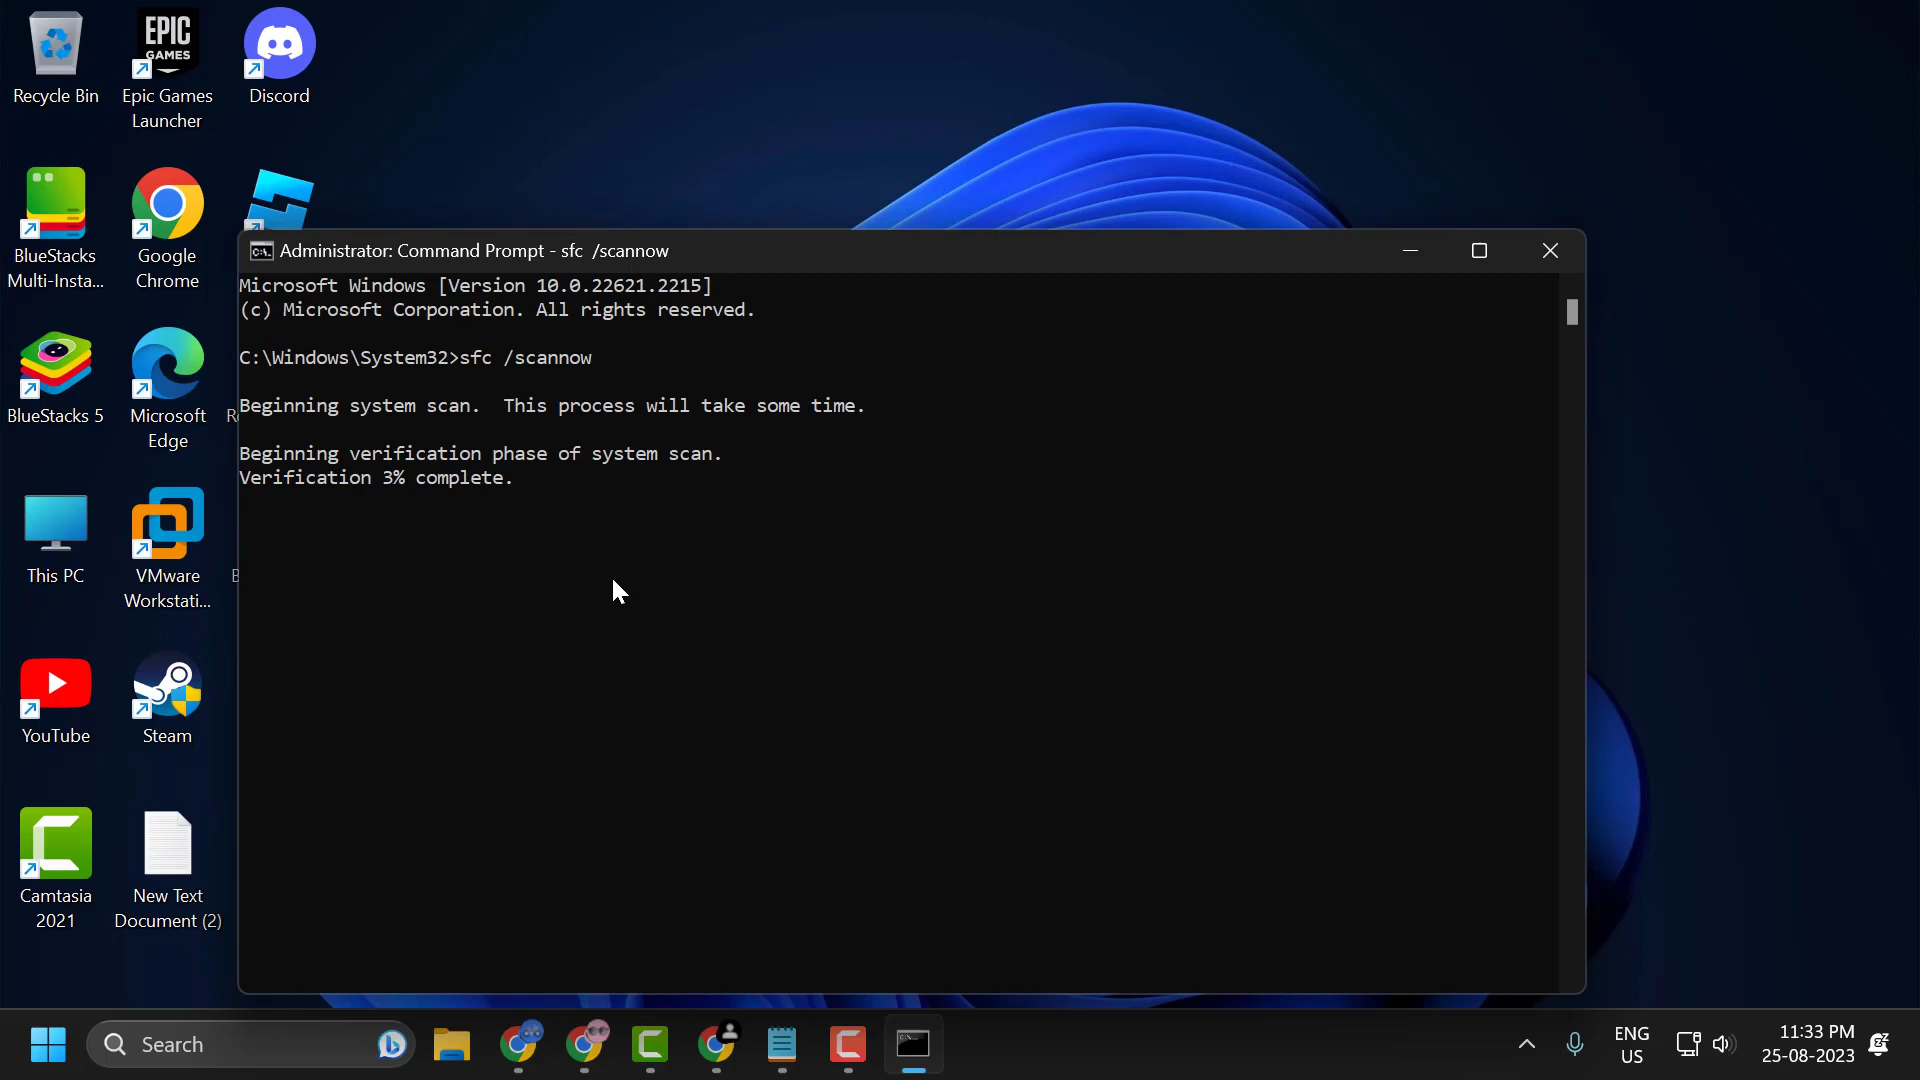 Recycle Bin
EPIC
GAMES
Epic Games
Launcher
Discord
BlueStacks
Multi-Insta...
Google
Chrome
BlueStacks 5
Microsoft
Edge
R
This PC
VMware
Workstati...
B
YouTube
Steam
Camtasia
2021
New Text
Document (2)
C:\.
Administrator: Command Prompt - sfc  /scannow
Microsoft Windows [Version 10.0.22621.2215]
(c) Microsoft Corporation. All rights reserved.
C:\Windows\System32>sfc /scannow
Beginning system scan.  This process will take some time.
Beginning verification phase of system scan.
Verification 3% complete.
Search
ENG
US
11:33 PM
25-08-2023